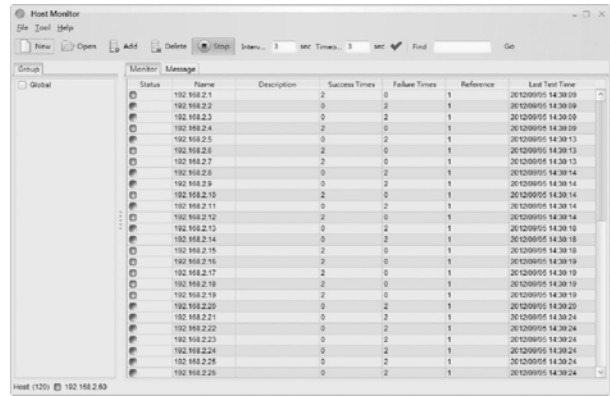 Host Monitor
File Tool Help
New Open Add Delete Stop Interv... 3 sec Timeo... 3 sec Find Go
Group Monitor Message
Global
Status Name Description Success Times Failure Times Reference Last Test Time
192.168.2.1 2 0 1 2012/09/05 14:30:09
192.168.2.2 0 2 1 2012/09/05 14:30:09
192.168.2.3 0 2 1 2012/09/05 14:30:09
192.168.2.4 2 0 1 2012/09/05 14:30:09
192.168.2.5 0 2 1 2012/09/05 14:30:13
192.168.2.6 2 0 1 2012/09/05 14:30:13
192.168.2.7 2 0 1 2012/09/05 14:30:13
192.168.2.8 0 2 1 2012/09/05 14:30:14
192.168.2.9 0 2 1 2012/09/05 14:30:14
192.168.2.10 2 0 1 2012/09/05 14:30:14
192.168.2.11 0 2 1 2012/09/05 14:30:14
192.168.2.12 2 0 1 2012/09/05 14:30:14
192.168.2.13 0 2 1 2012/09/05 14:30:18
192.168.2.14 0 2 1 2012/09/05 14:30:18
192.168.2.15 2 0 1 2012/09/05 14:30:18
192.168.2.16 2 0 1 2012/09/05 14:30:19
192.168.2.17 2 0 1 2012/09/05 14:30:19
192.168.2.18 2 0 1 2012/09/05 14:30:19
192.168.2.19 2 0 1 2012/09/05 14:30:19
192.168.2.20 0 2 1 2012/09/05 14:30:20
192.168.2.21 0 2 1 2012/09/05 14:30:24
192.168.2.22 0 2 1 2012/09/05 14:30:24
192.168.2.23 0 2 1 2012/09/05 14:30:24
192.168.2.24 0 2 1 2012/09/05 14:30:24
192.168.2.25 0 2 1 2012/09/05 14:30:24
192.168.2.26 0 2 1 2012/09/05 14:30:24
Host (120) 192.168.2.60